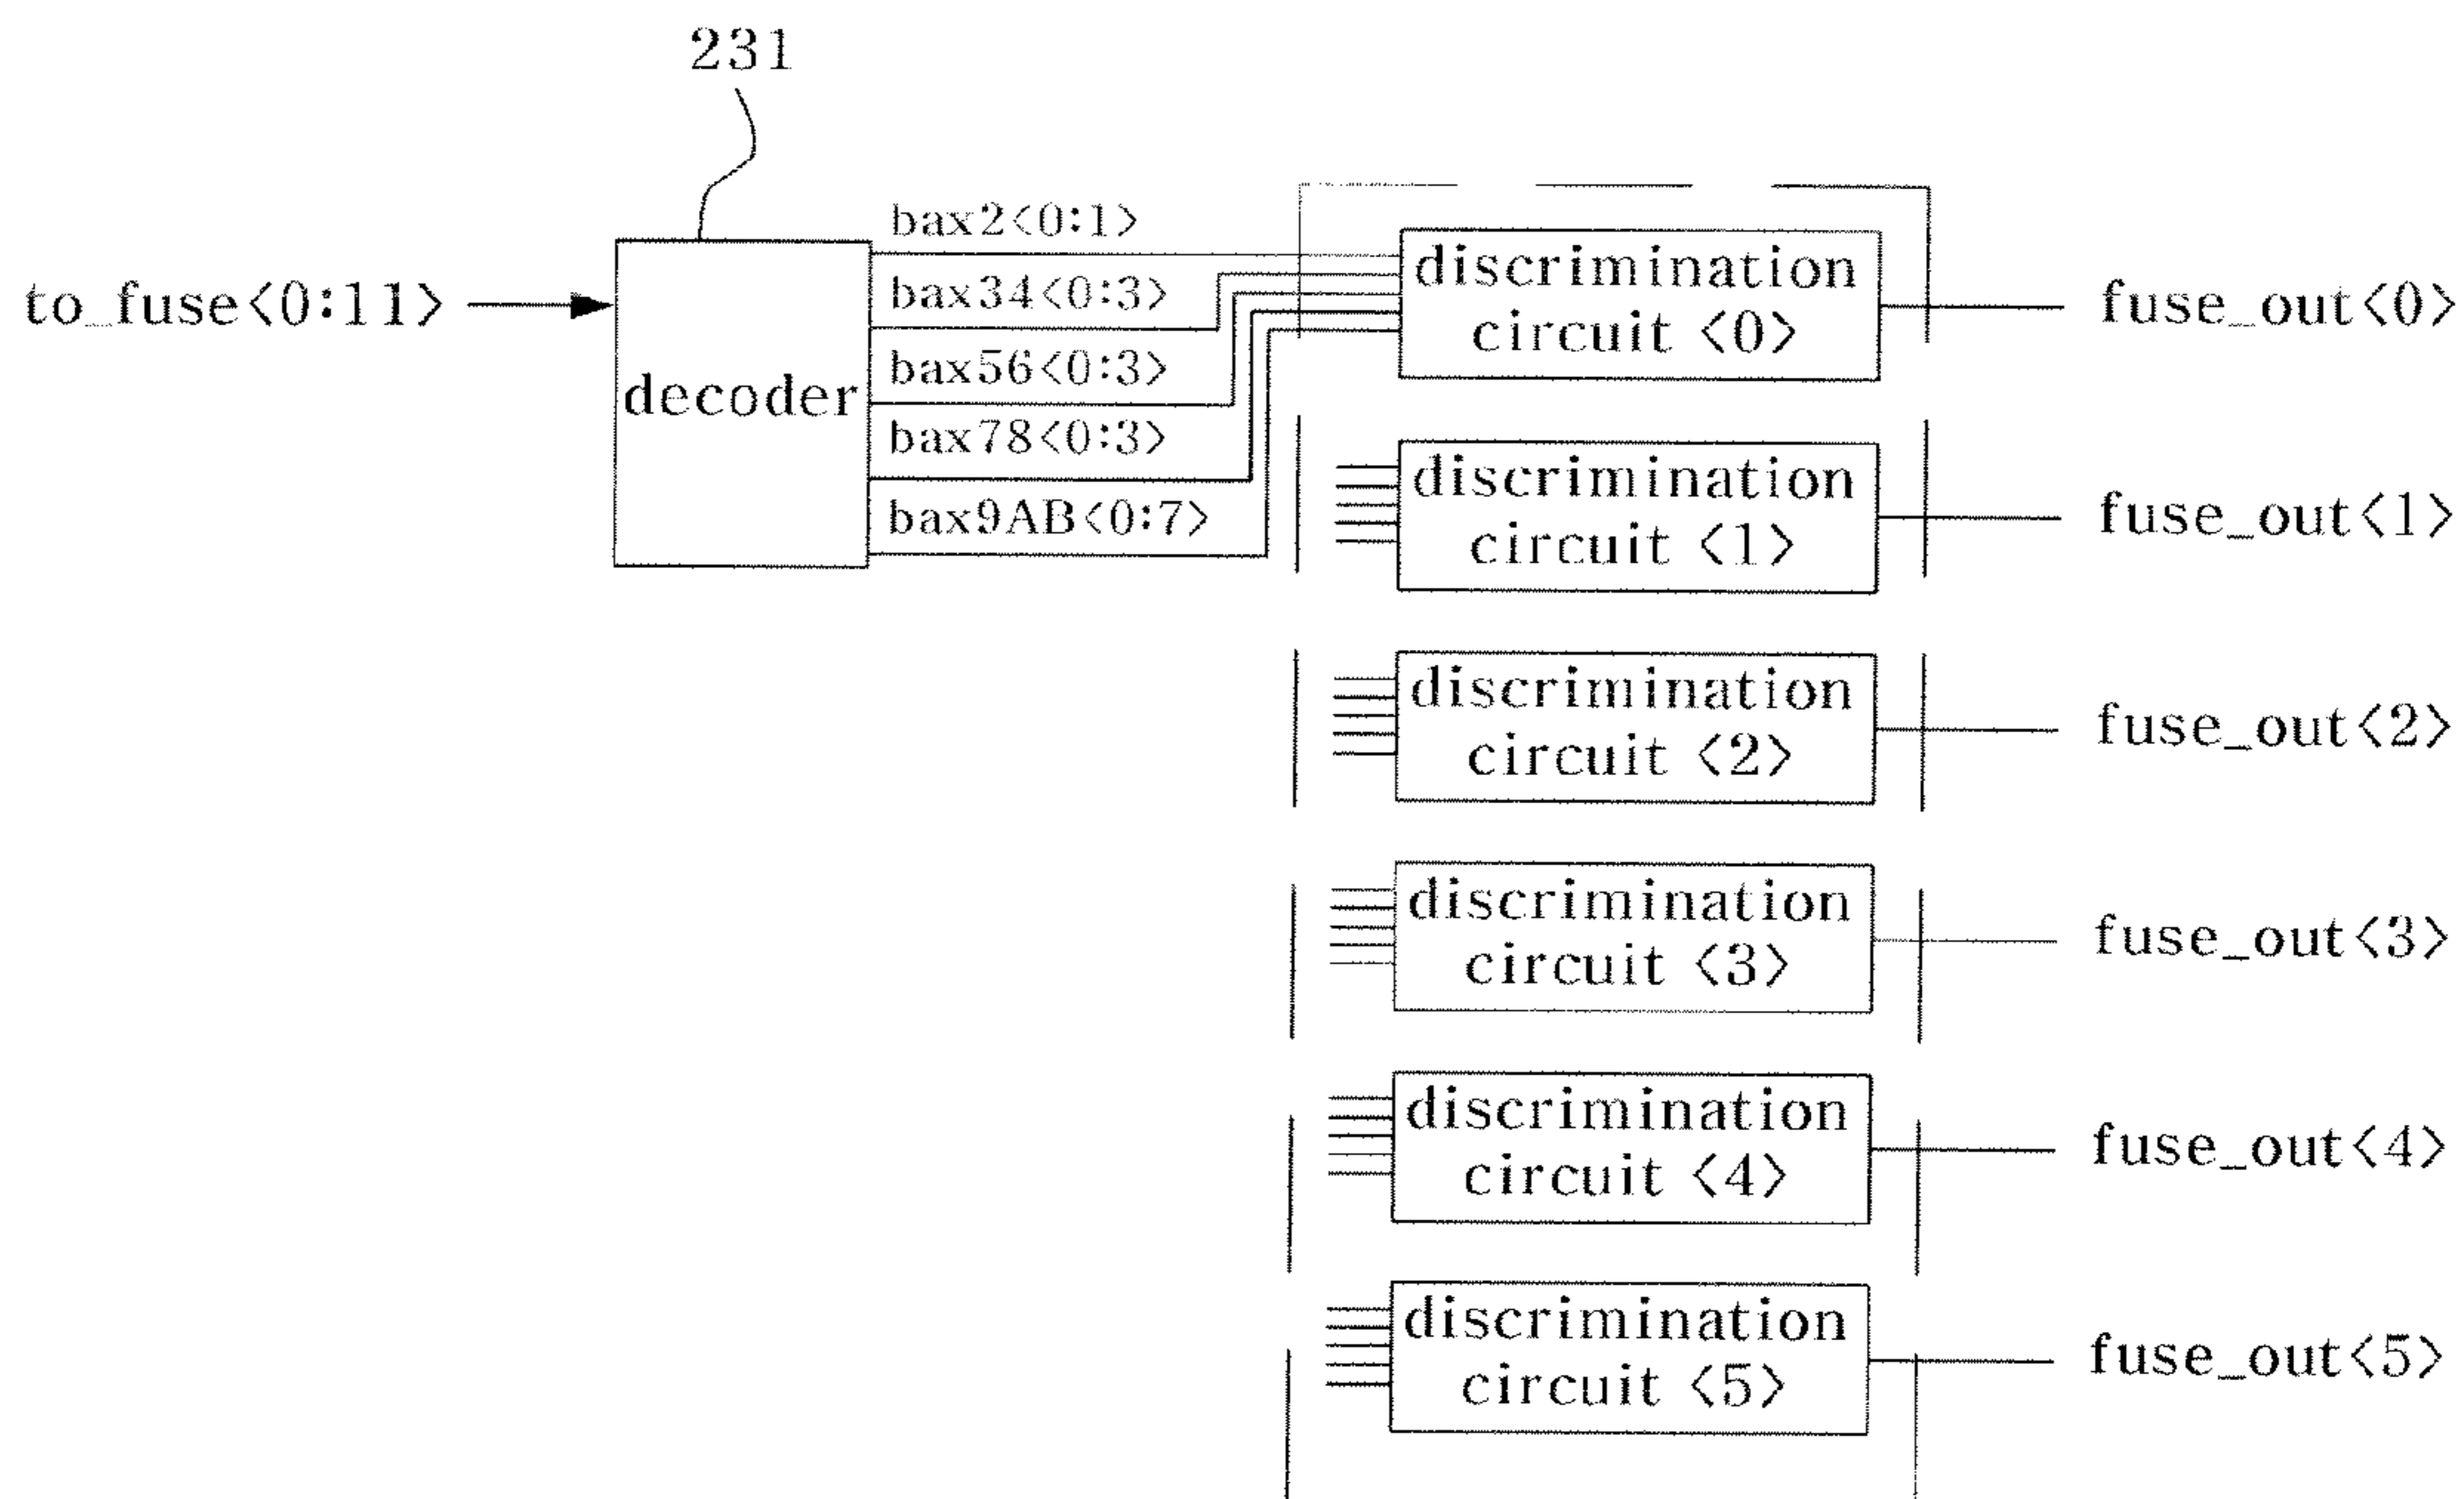 231
to_fuse<0:11>
decoder
bax2<0:1>
bax34<0:3>
bax56<0:3>
bax78<0:3>
bax9AB<0:7>
discrimination
circuit <0>
fuse_out<0>
discrimination
circuit <1>
fuse_out<1>
discrimination
circuit <2>
fuse_out<2>
discrimination
circuit <3>
fuse_out<3>
discrimination
circuit <4>
fuse_out<4>
discrimination
circuit <5>
fuse_out<5>